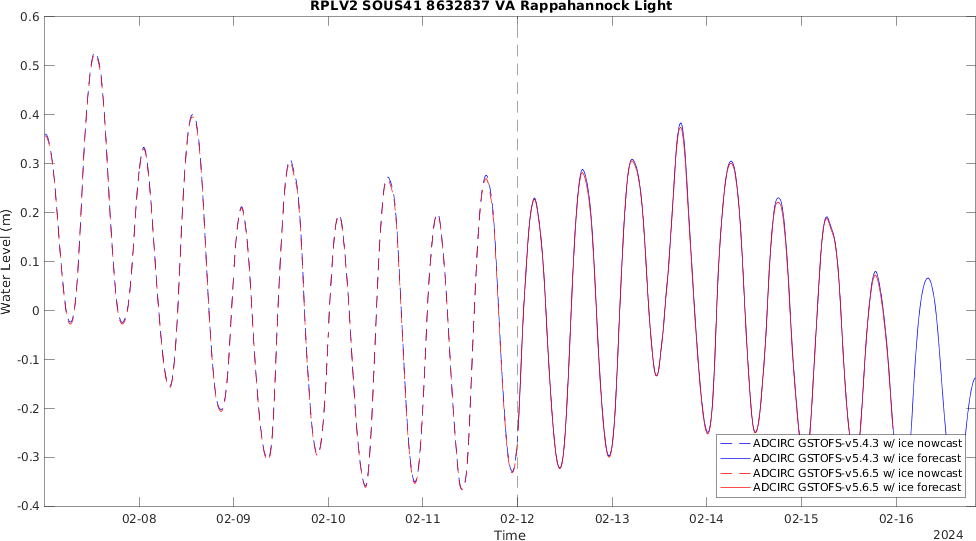 RPLV2 SOUS41 8632837 VA Rappahannock Light
0.6
0.5
0.4
0.3
0.2
0.1
0
-0.1
-0.2
-0.3
-0.4
Water Level (m)
02-08 02-09 02-10 02-11 02-12 02-13 02-14 02-15 02-16
Time
2024
ADCIRC GSTOFS-v5.4.3 w/ ice nowcast
ADCIRC GSTOFS-v5.4.3 w/ ice forecast
ADCIRC GSTOFS-v5.6.5 w/ ice nowcast
ADCIRC GSTOFS-v5.6.5 w/ ice forecast